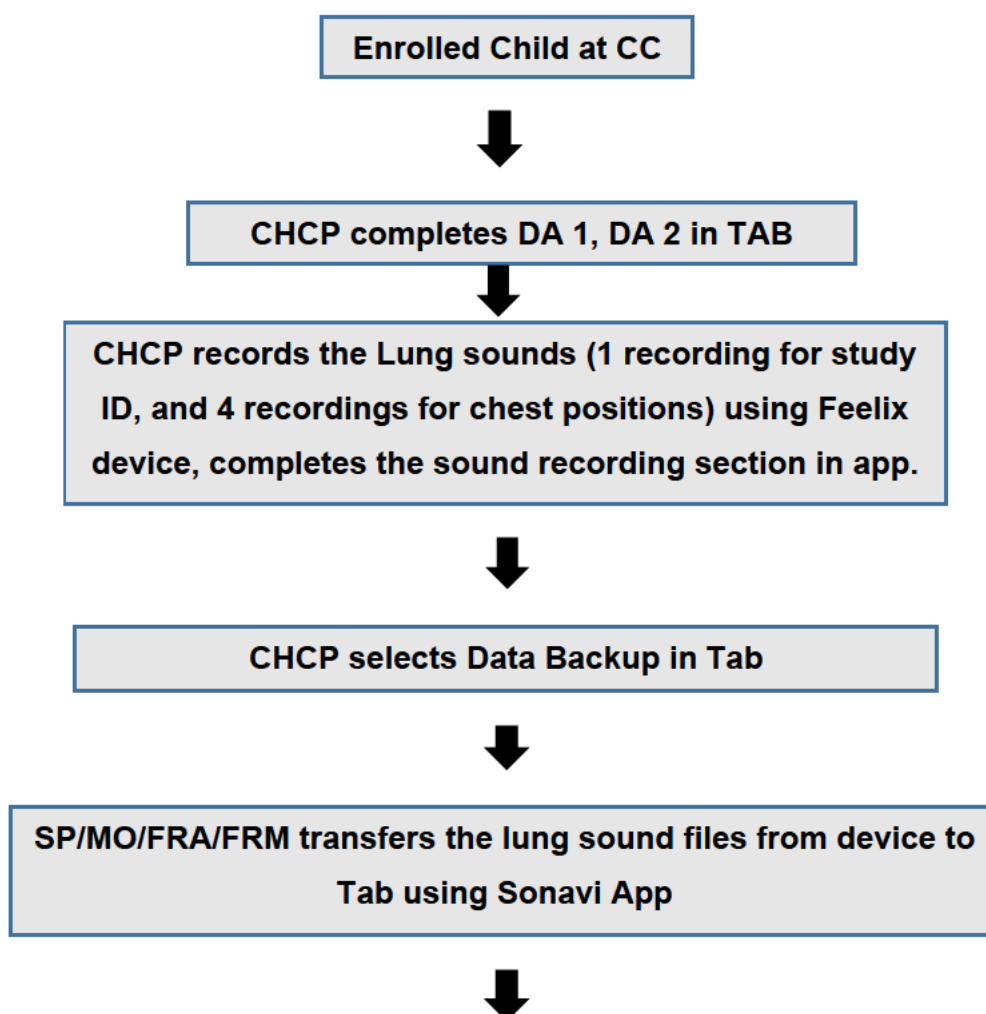 Enrolled Child at CC
CHCP completes DA 1, DA 2 in TAB
CHCP records the Lung sounds (1 recording for study
ID, and 4 recordings for chest positions) using Feelix
device, completes the sound recording section in app.
CHCP selects Data Backup in Tab
SP/MO/FRA/FRM transfers the lung sound files from device to
Tab using Sonavi App